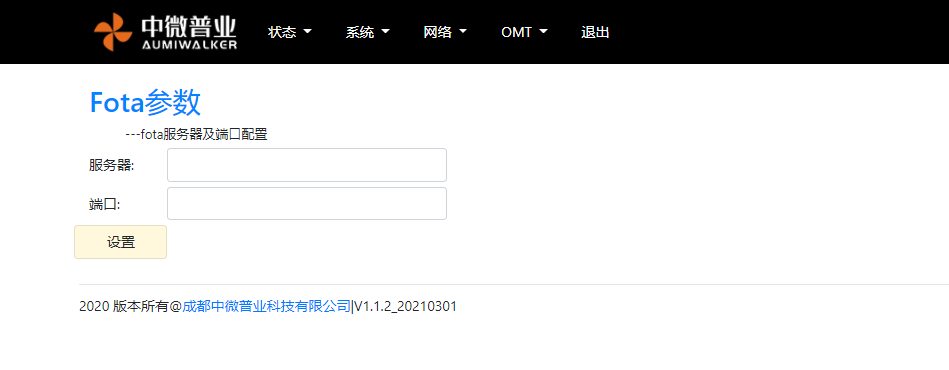 中微普业
AUMIWALKER
状态 系统 网络 OMT 退出
Fota参数
---fota服务器及端口配置
服务器:
端口:
设置
2020 版本所有@成都中微普业科技有限公司|V1.1.2_20210301